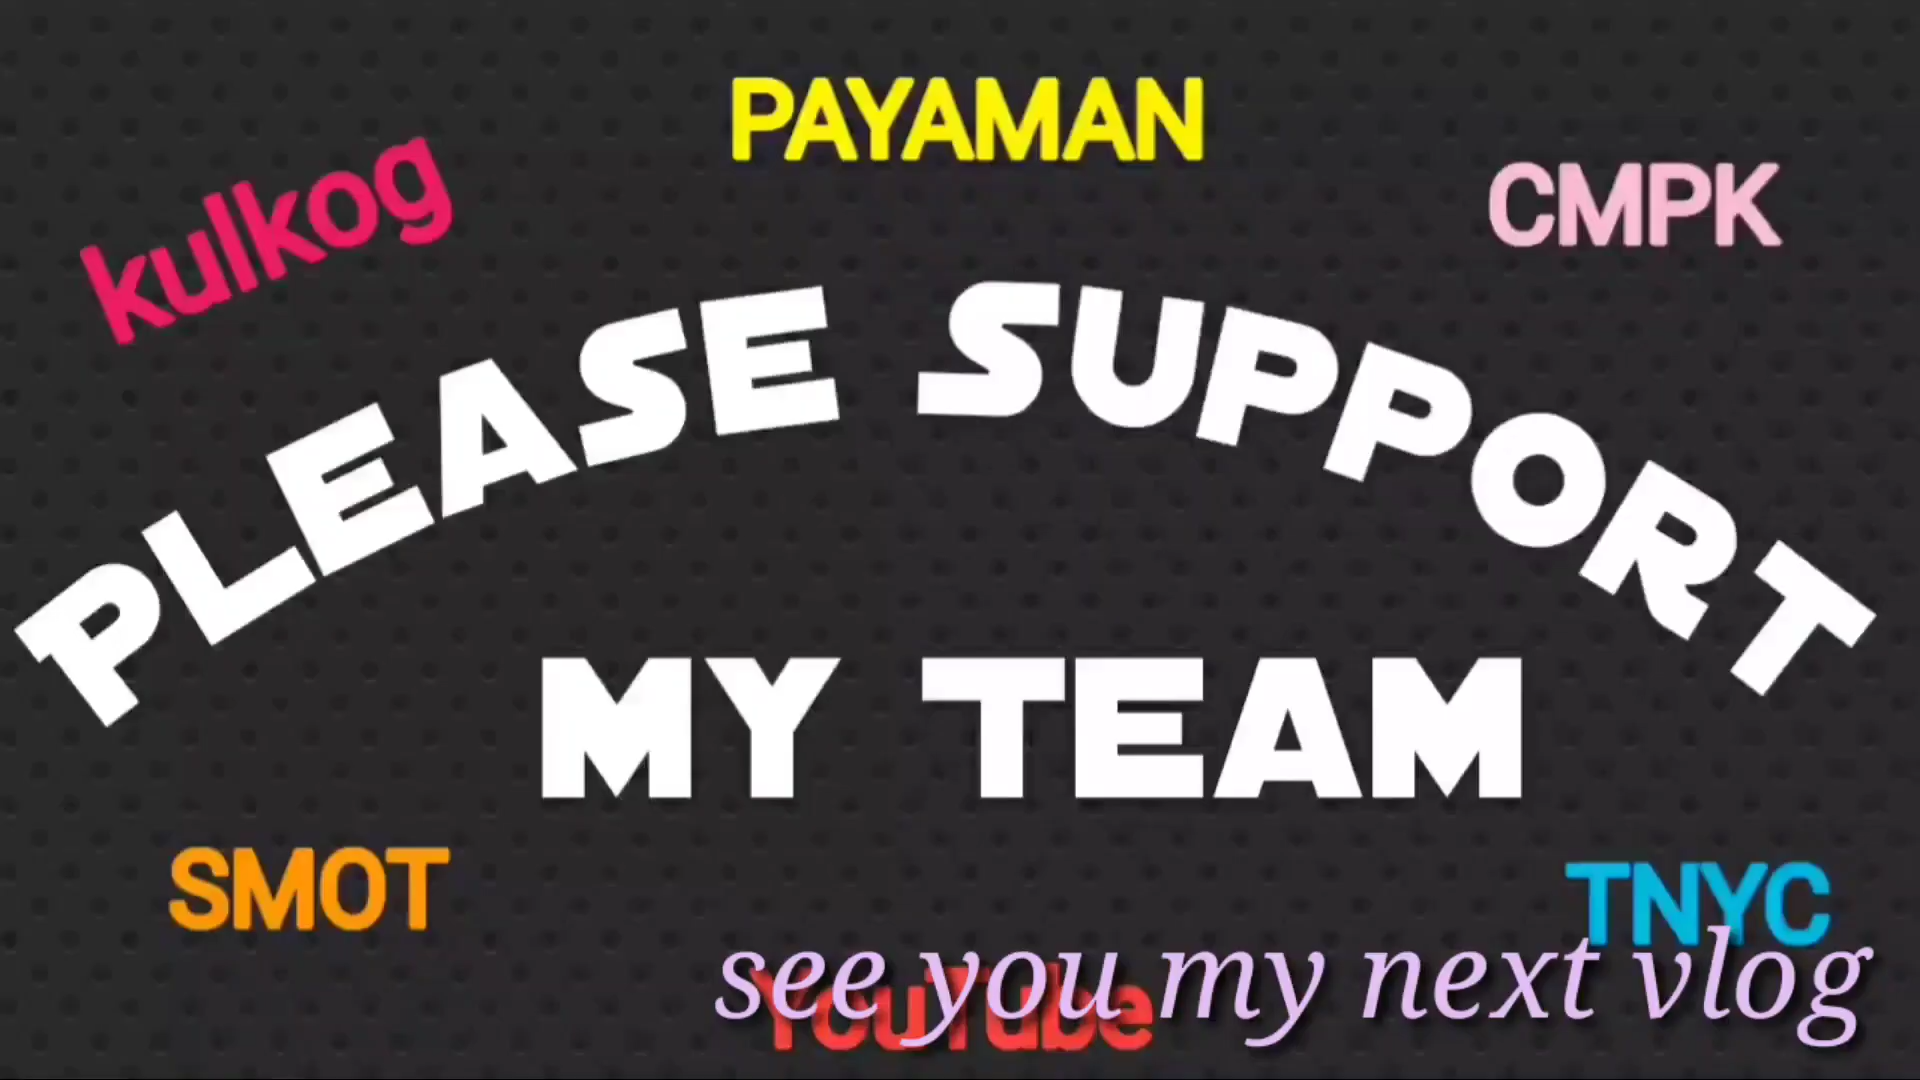 PAYAMAN
kulkog
CMPK
PLEASE SUPPORT
MY TEAM
SMOT
TNYC
see you my next vlog
YouTube